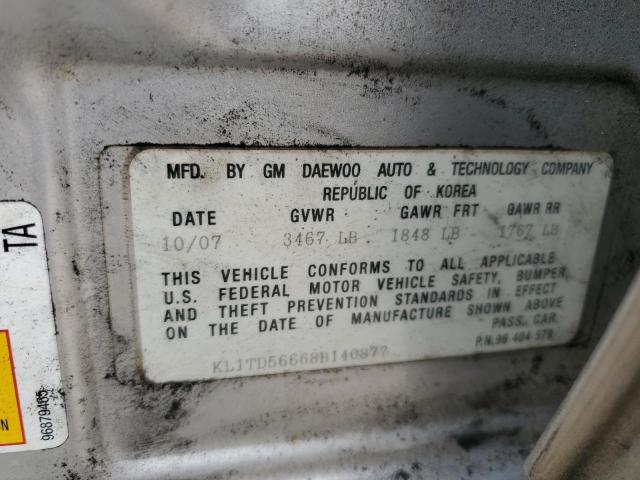 MFD. BY GM DAEWOO AUTO & TECHNOLOGY COMPANY
REPUBLIC OF KOREA
DATE GVWR GAWR FRT GAWR RR
10/07 3467 LB 1848 LB 1767 LB
THIS VEHICLE CONFORMS TO ALL APPLICABLE
U.S. FEDERAL MOTOR VEHICLE SAFETY, BUMPER,
AND THEFT PREVENTION STANDARDS IN EFFECT
ON THE DATE OF MANUFACTURE SHOWN ABOVE
PASS. CAR.
KL1TD56668B140877 P.N.96 404 579
TA
96879465
N